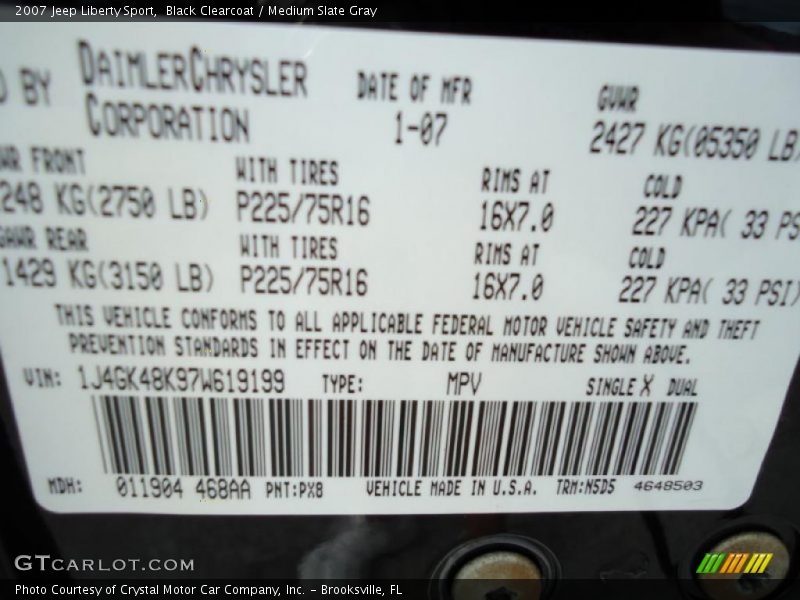 2007 Jeep Liberty Sport, Black Clearcoat / Medium Slate Gray
BY DAIMLERCHRYSLER CORPORATION
DATE OF MFR
1-07
GVWR
2427 KG(05350 LB)
FRONT WITH TIRES RIMS AT COLD
248 KG(2750 LB) P225/75R16 16X7.0 227 KPA( 33 PS
GAWR REAR WITH TIRES RIMS AT COLD
1429 KG(3150 LB) P225/75R16 16X7.0 227 KPA( 33 PSI)
THIS VEHICLE CONFORMS TO ALL APPLICABLE FEDERAL MOTOR VEHICLE SAFETY AND THEFT
PREVENTION STANDARDS IN EFFECT ON THE DATE OF MANUFACTURE SHOWN ABOVE.
VIN: 1J4GK48K97W619199 TYPE: MPV SINGLE X DUAL
MDH: 011904 468AA PNT:PX8 VEHICLE MADE IN U.S.A. TRM:N5D5 4648503
GTCARLOT.COM
Photo Courtesy of Crystal Motor Car Company, Inc. - Brooksville, FL